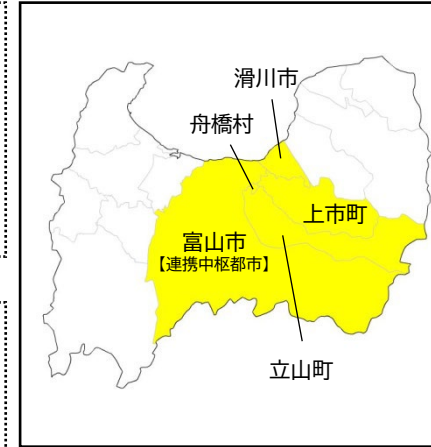 滑川市
舟橋村
上市町
富山市
【連携中枢都市】
立山町